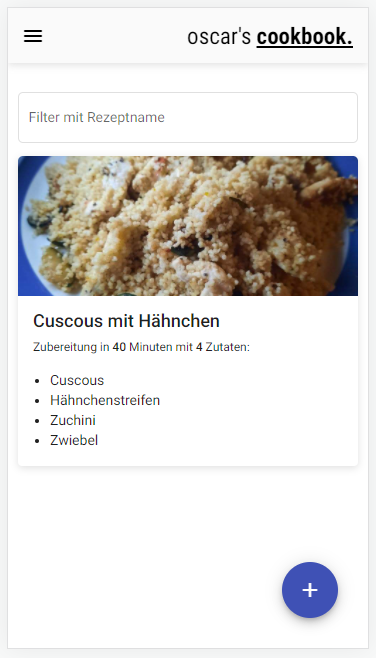 oscar's cookbook.
Filter mit Rezeptname
Cuscous mit Hähnchen
Zubereitung in 40 Minuten mit 4 Zutaten:
• Cuscous
• Hähnchenstreifen
• Zuchini
• Zwiebel
+